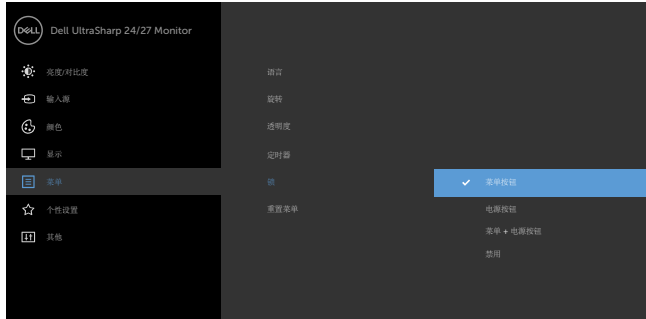 DELL Dell UltraSharp 24/27 Monitor
亮度/对比度 语言
输入源 旋转
颜色 透明度
显示 定时器
菜单 锁 菜单按钮
个性设置 重置菜单 电源按钮
菜单 + 电源按钮
其他
禁用